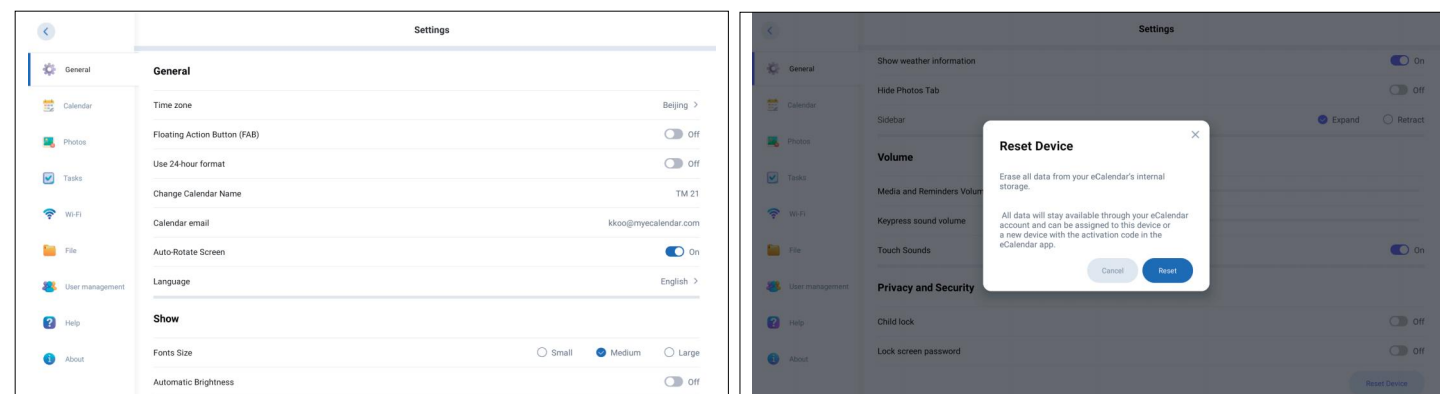 Settings
General
Calendar
Photos
Tasks
Wi-Fi
File
User management
Help
About
General
Time zone Beijing >
Floating Action Button (FAB) Off
Use 24-hour format Off
Change Calendar Name TM 21
Calendar email kkoo@myecalendar.com
Auto-Rotate Screen On
Language English >
Show
Fonts Size Small Medium Large
Automatic Brightness Off
Settings
General
Calendar
Photos
Tasks
Wi-Fi
File
User management
Help
About
Show weather information On
Hide Photos Tab Off
Sidebar Expand Retract
Volume
Media and Reminders Volum
Keypress sound volume
Touch Sounds On
Privacy and Security
Child lock Off
Lock screen password Off
Reset Device
Reset Device
Erase all data from your eCalendar's internal
storage.
All data will stay available through your eCalendar
account and can be assigned to this device or
a new device with the activation code in the
eCalendar app.
Cancel Reset